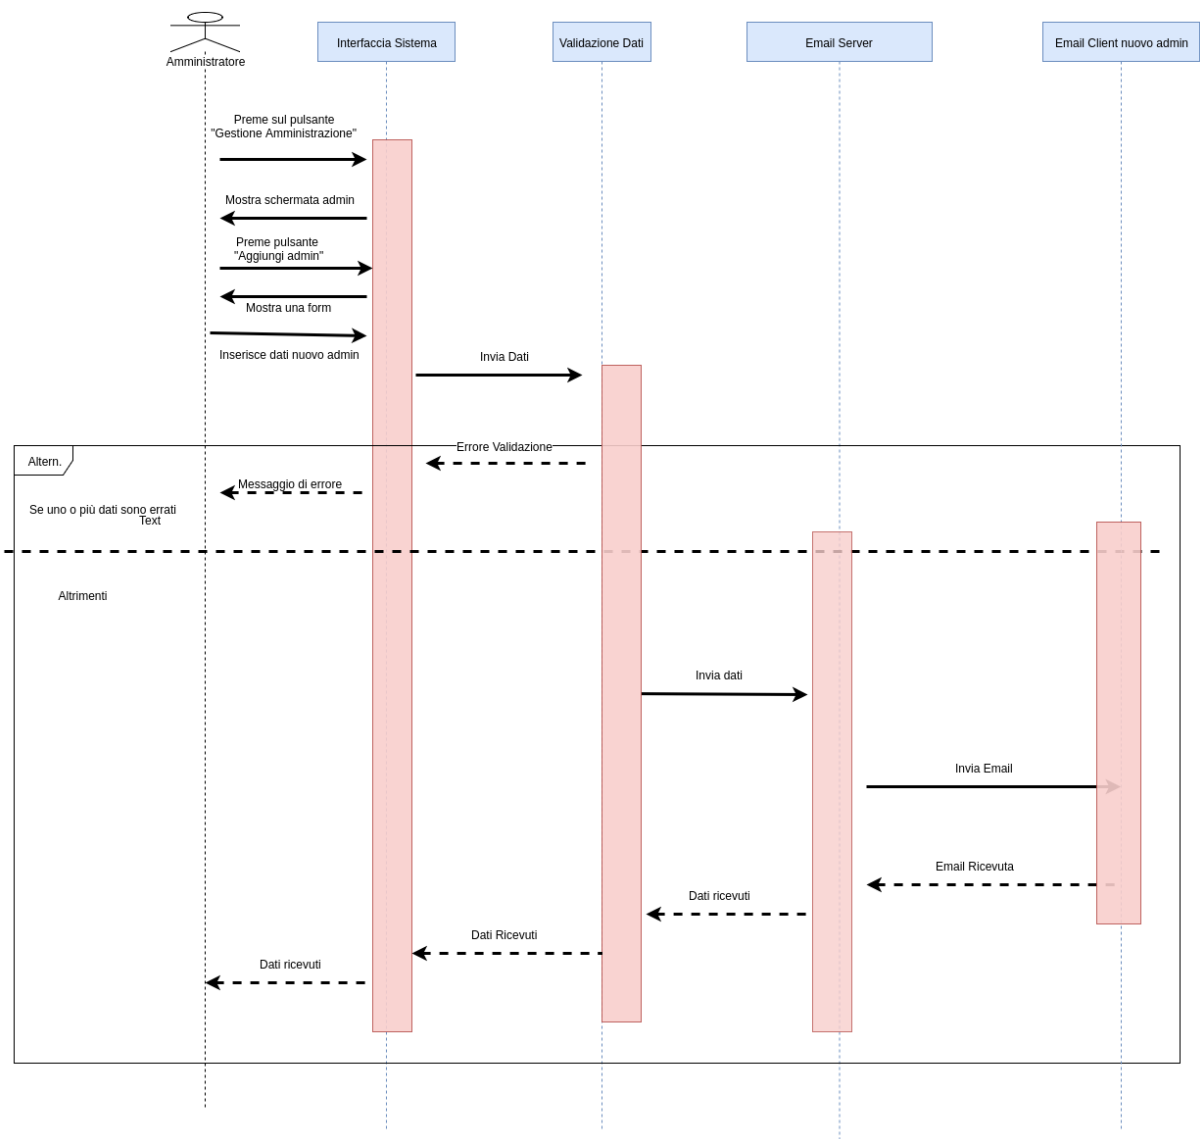 Amministratore
Interfaccia Sistema
Validazione Dati
Email Server
Email Client nuovo admin
Preme sul pulsante
"Gestione Amministrazione"
Mostra schermata admin
Preme pulsante
"Aggiungi admin"
Mostra una form
Inserisce dati nuovo admin
Invia Dati
Errore Validazione
Altern.
Messaggio di errore
Se uno o più dati sono errati
Text
Altrimenti
Invia dati
Invia Email
Email Ricevuta
Dati ricevuti
Dati Ricevuti
Dati ricevuti